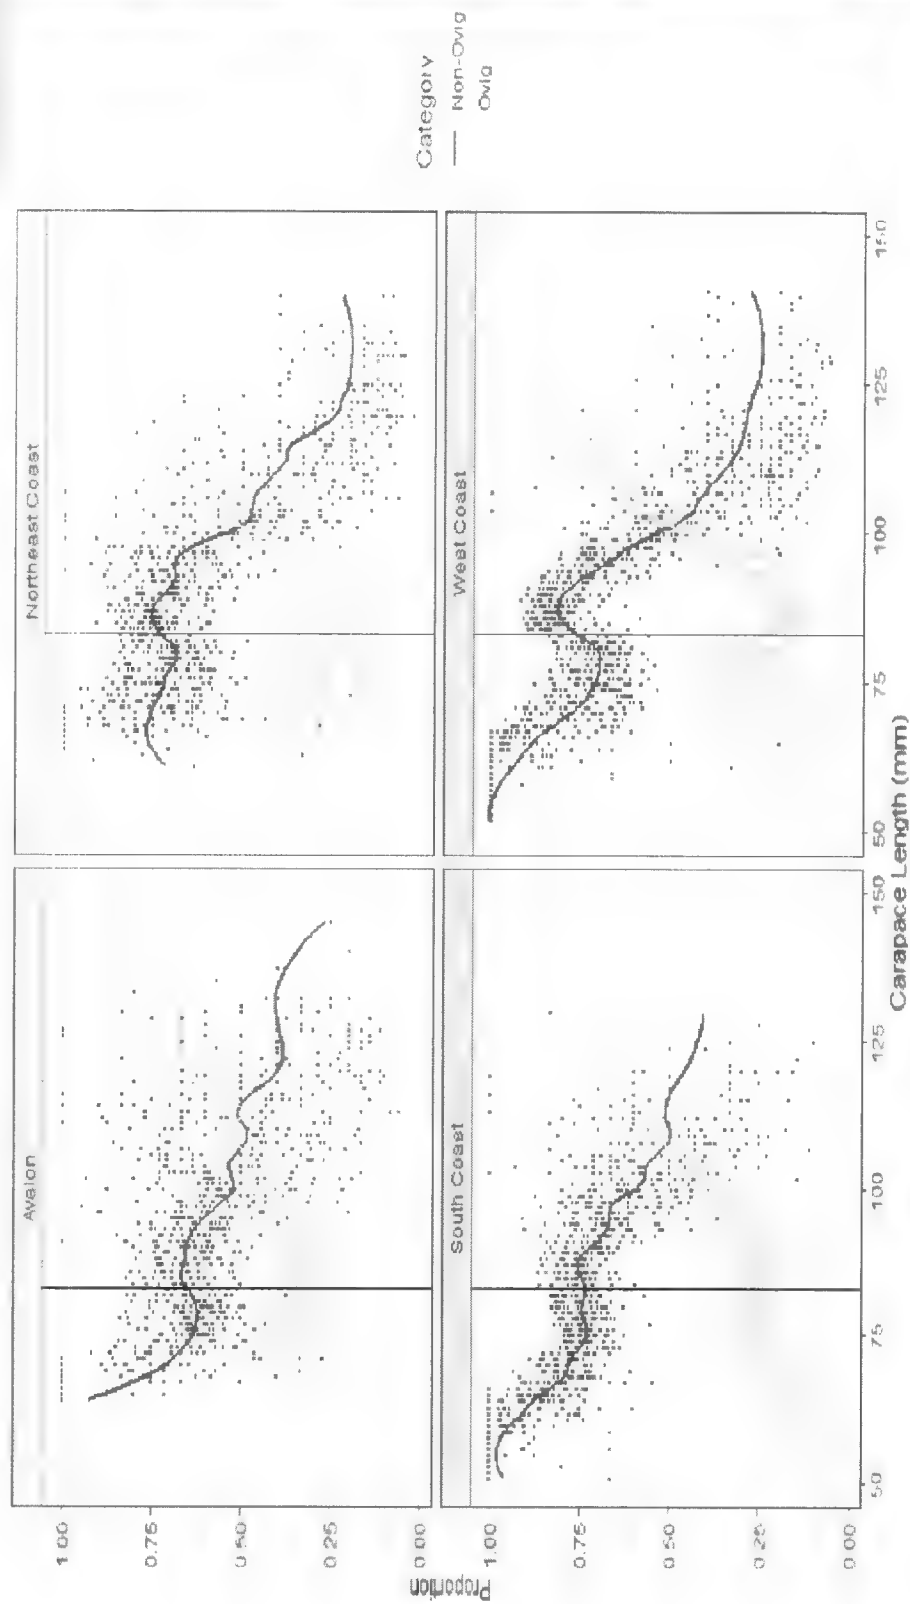 Avalon
Northeast Coast
1.00
0.75
0.50
0.25
0.00
South Coast
West Coast
1.00
0.75
0.50
0.25
0.00
Proportion
50
75
100
125
150
50
75
100
125
150
Carapace Length (mm)
Category
Non-Ovig
Ovig